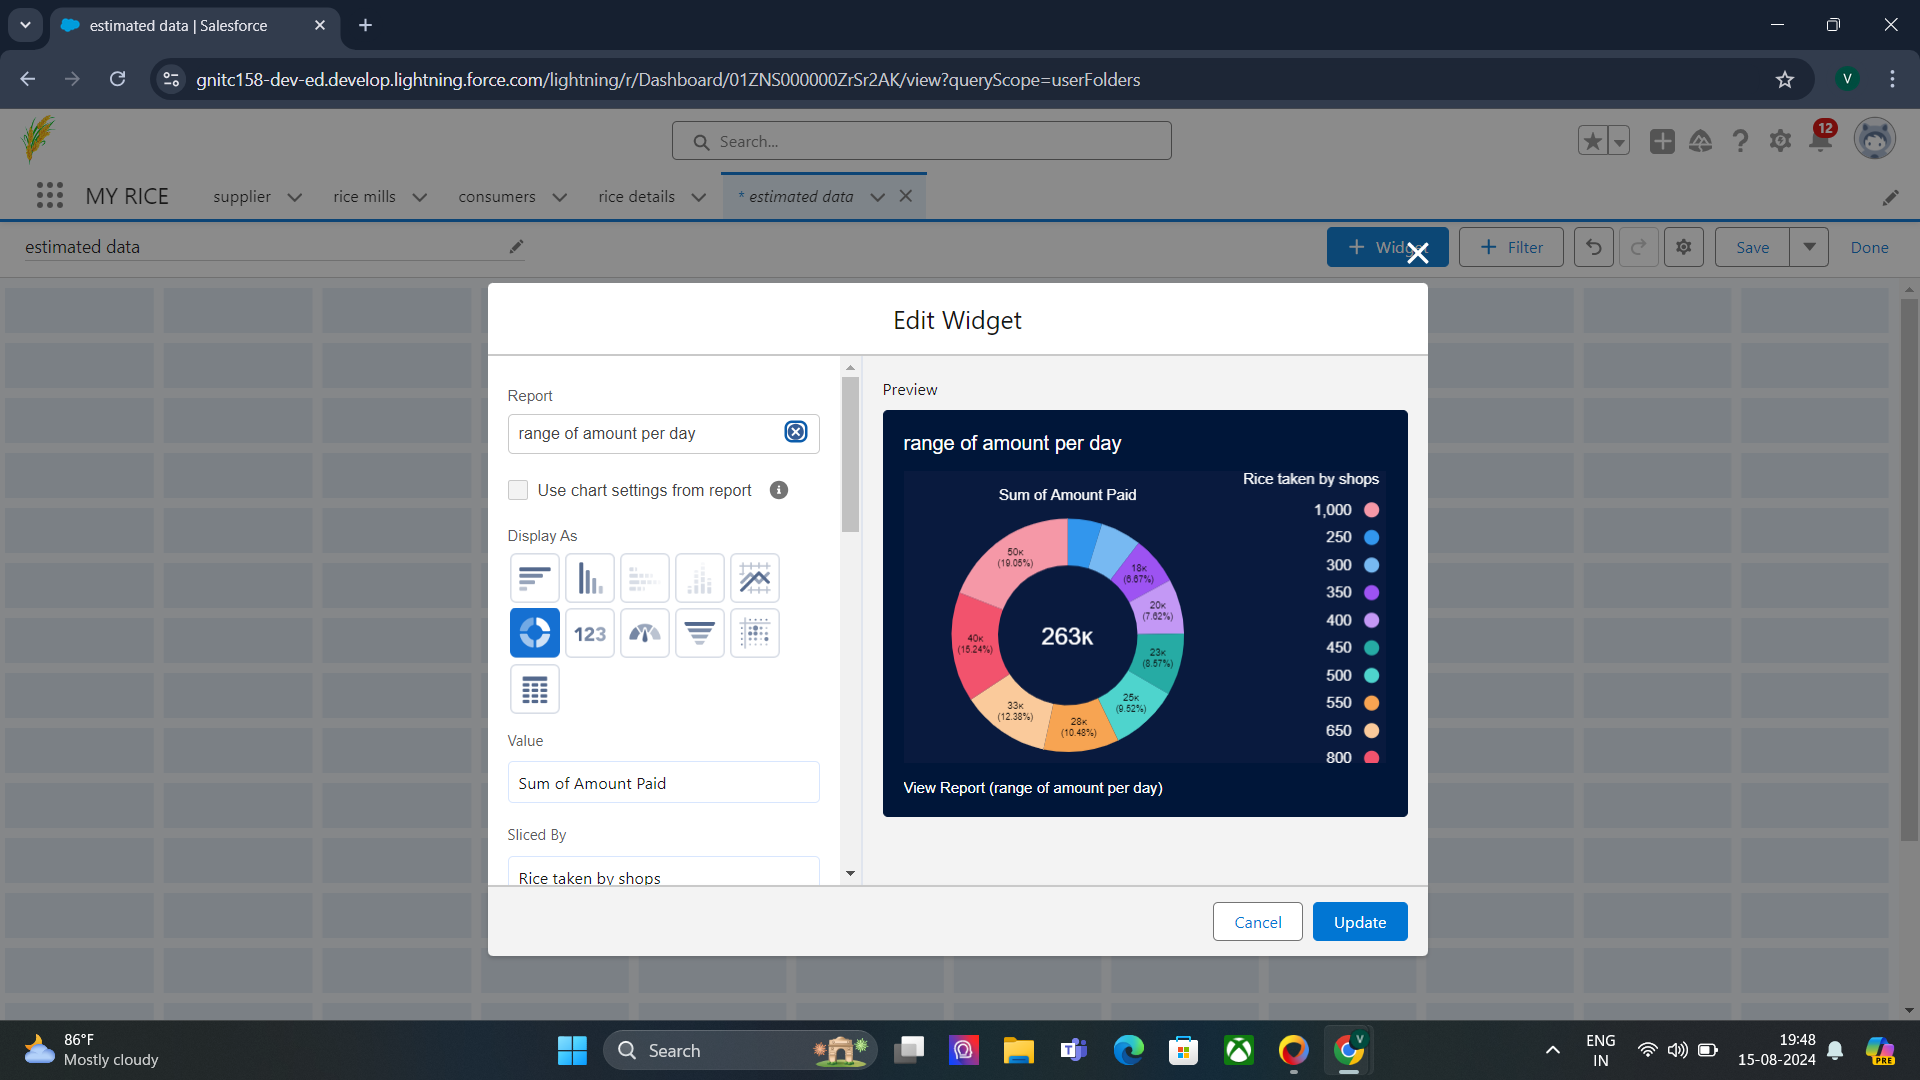 estimated data | Salesforce
gnitc158-dev-ed.develop.lightning.force.com/lightning/r/Dashboard/01ZNS000000ZrSr2AK/view?queryScope=userFolders
V
Search...
12
MY RICE
supplier
rice mills
consumers
rice details
* estimated data
estimated data
+ Widget
+ Filter
Save
Done
Edit Widget
Report
range of amount per day
Use chart settings from report
Display As
123
Value
Sum of Amount Paid
Sliced By
Rice taken by shops
Preview
range of amount per day
Sum of Amount Paid
Rice taken by shops
1,000
250
300
350
400
450
500
550
650
800
50K
(19.05%)
18K
(6.67%)
20K
(7.62%)
23K
(8.57%)
25K
(9.52%)
28K
(10.48%)
33K
(12.38%)
40K
(15.24%)
263K
View Report (range of amount per day)
Cancel
Update
86°F
Mostly cloudy
Search
V
ENG
IN
19:48
15-08-2024
PRE